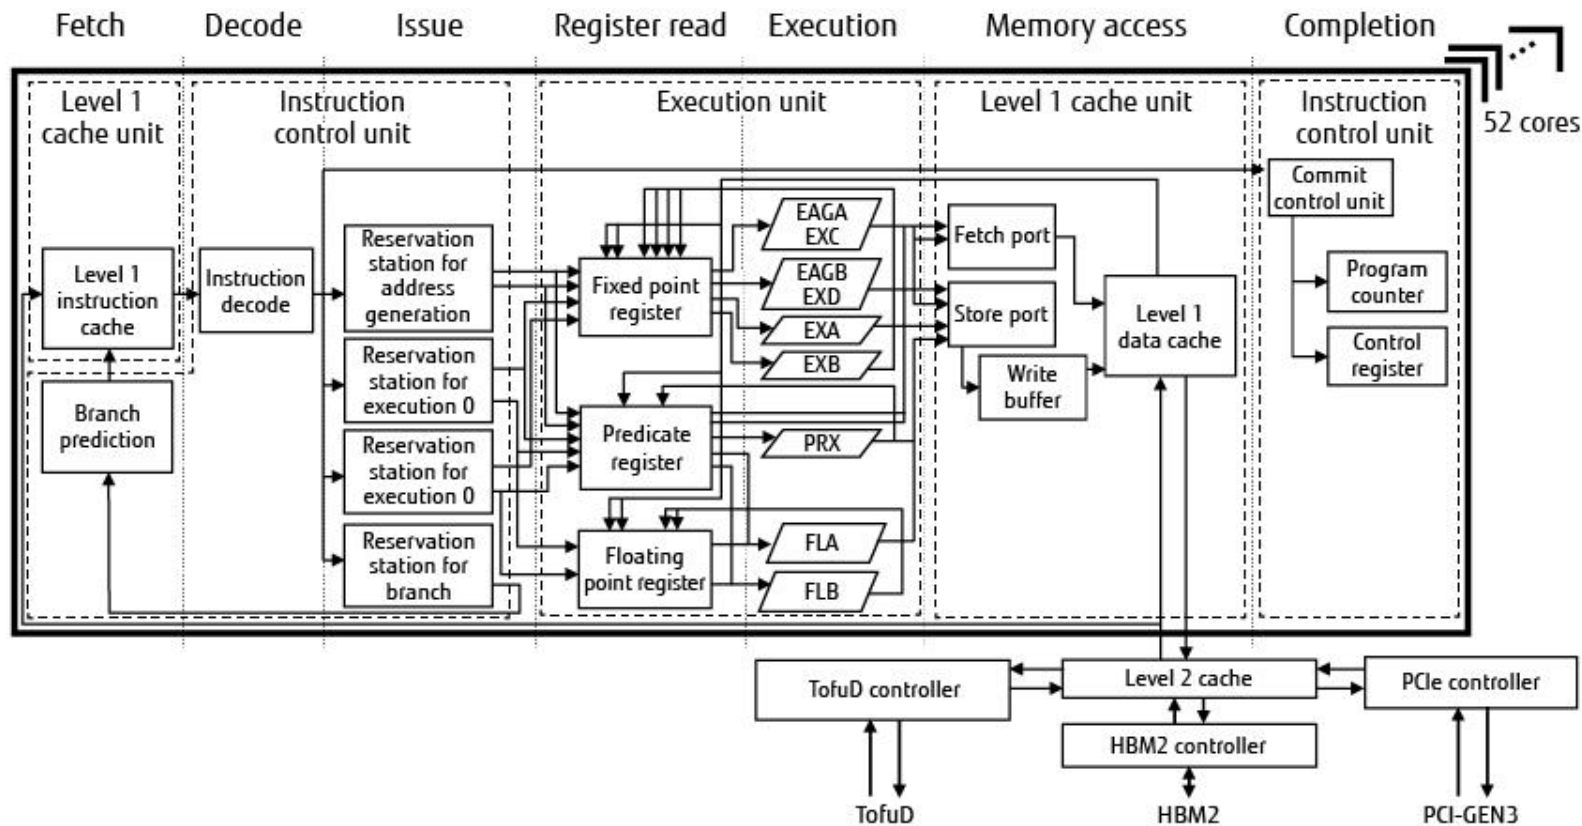 Fetch
Decode
Issue
Register read
Execution
Memory access
Completion
52 cores
Level 1
cache unit
Instruction
control unit
Execution unit
Level 1 cache unit
Instruction
control unit
Level 1
instruction
cache
Branch
prediction
Instruction
decode
Reservation
station for
address
generation
Reservation
station for
execution 0
Reservation
station for
execution 0
Reservation
station for
branch
Fixed point
register
Predicate
register
Floating
point register
EAGA
EXC
EAGB
EXD
EXA
EXB
PRX
FLA
FLB
Fetch port
Store port
Write
buffer
Level 1
data cache
Commit
control unit
Program
counter
Control
register
TofuD controller
Level 2 cache
PCIe controller
HBM2 controller
TofuD
HBM2
PCI-GEN3